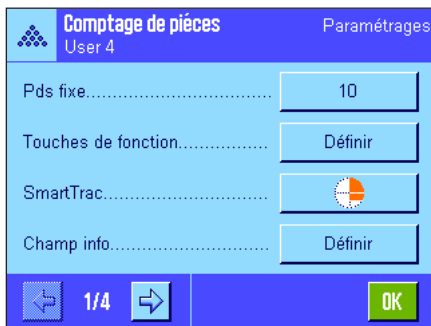 Comptage de piéces
Paramétrages
User 4
Pds fixe................................ 10
Touches de fonction................. Définir
SmartTrac..............................
Champ info............................ Définir
1/4
OK